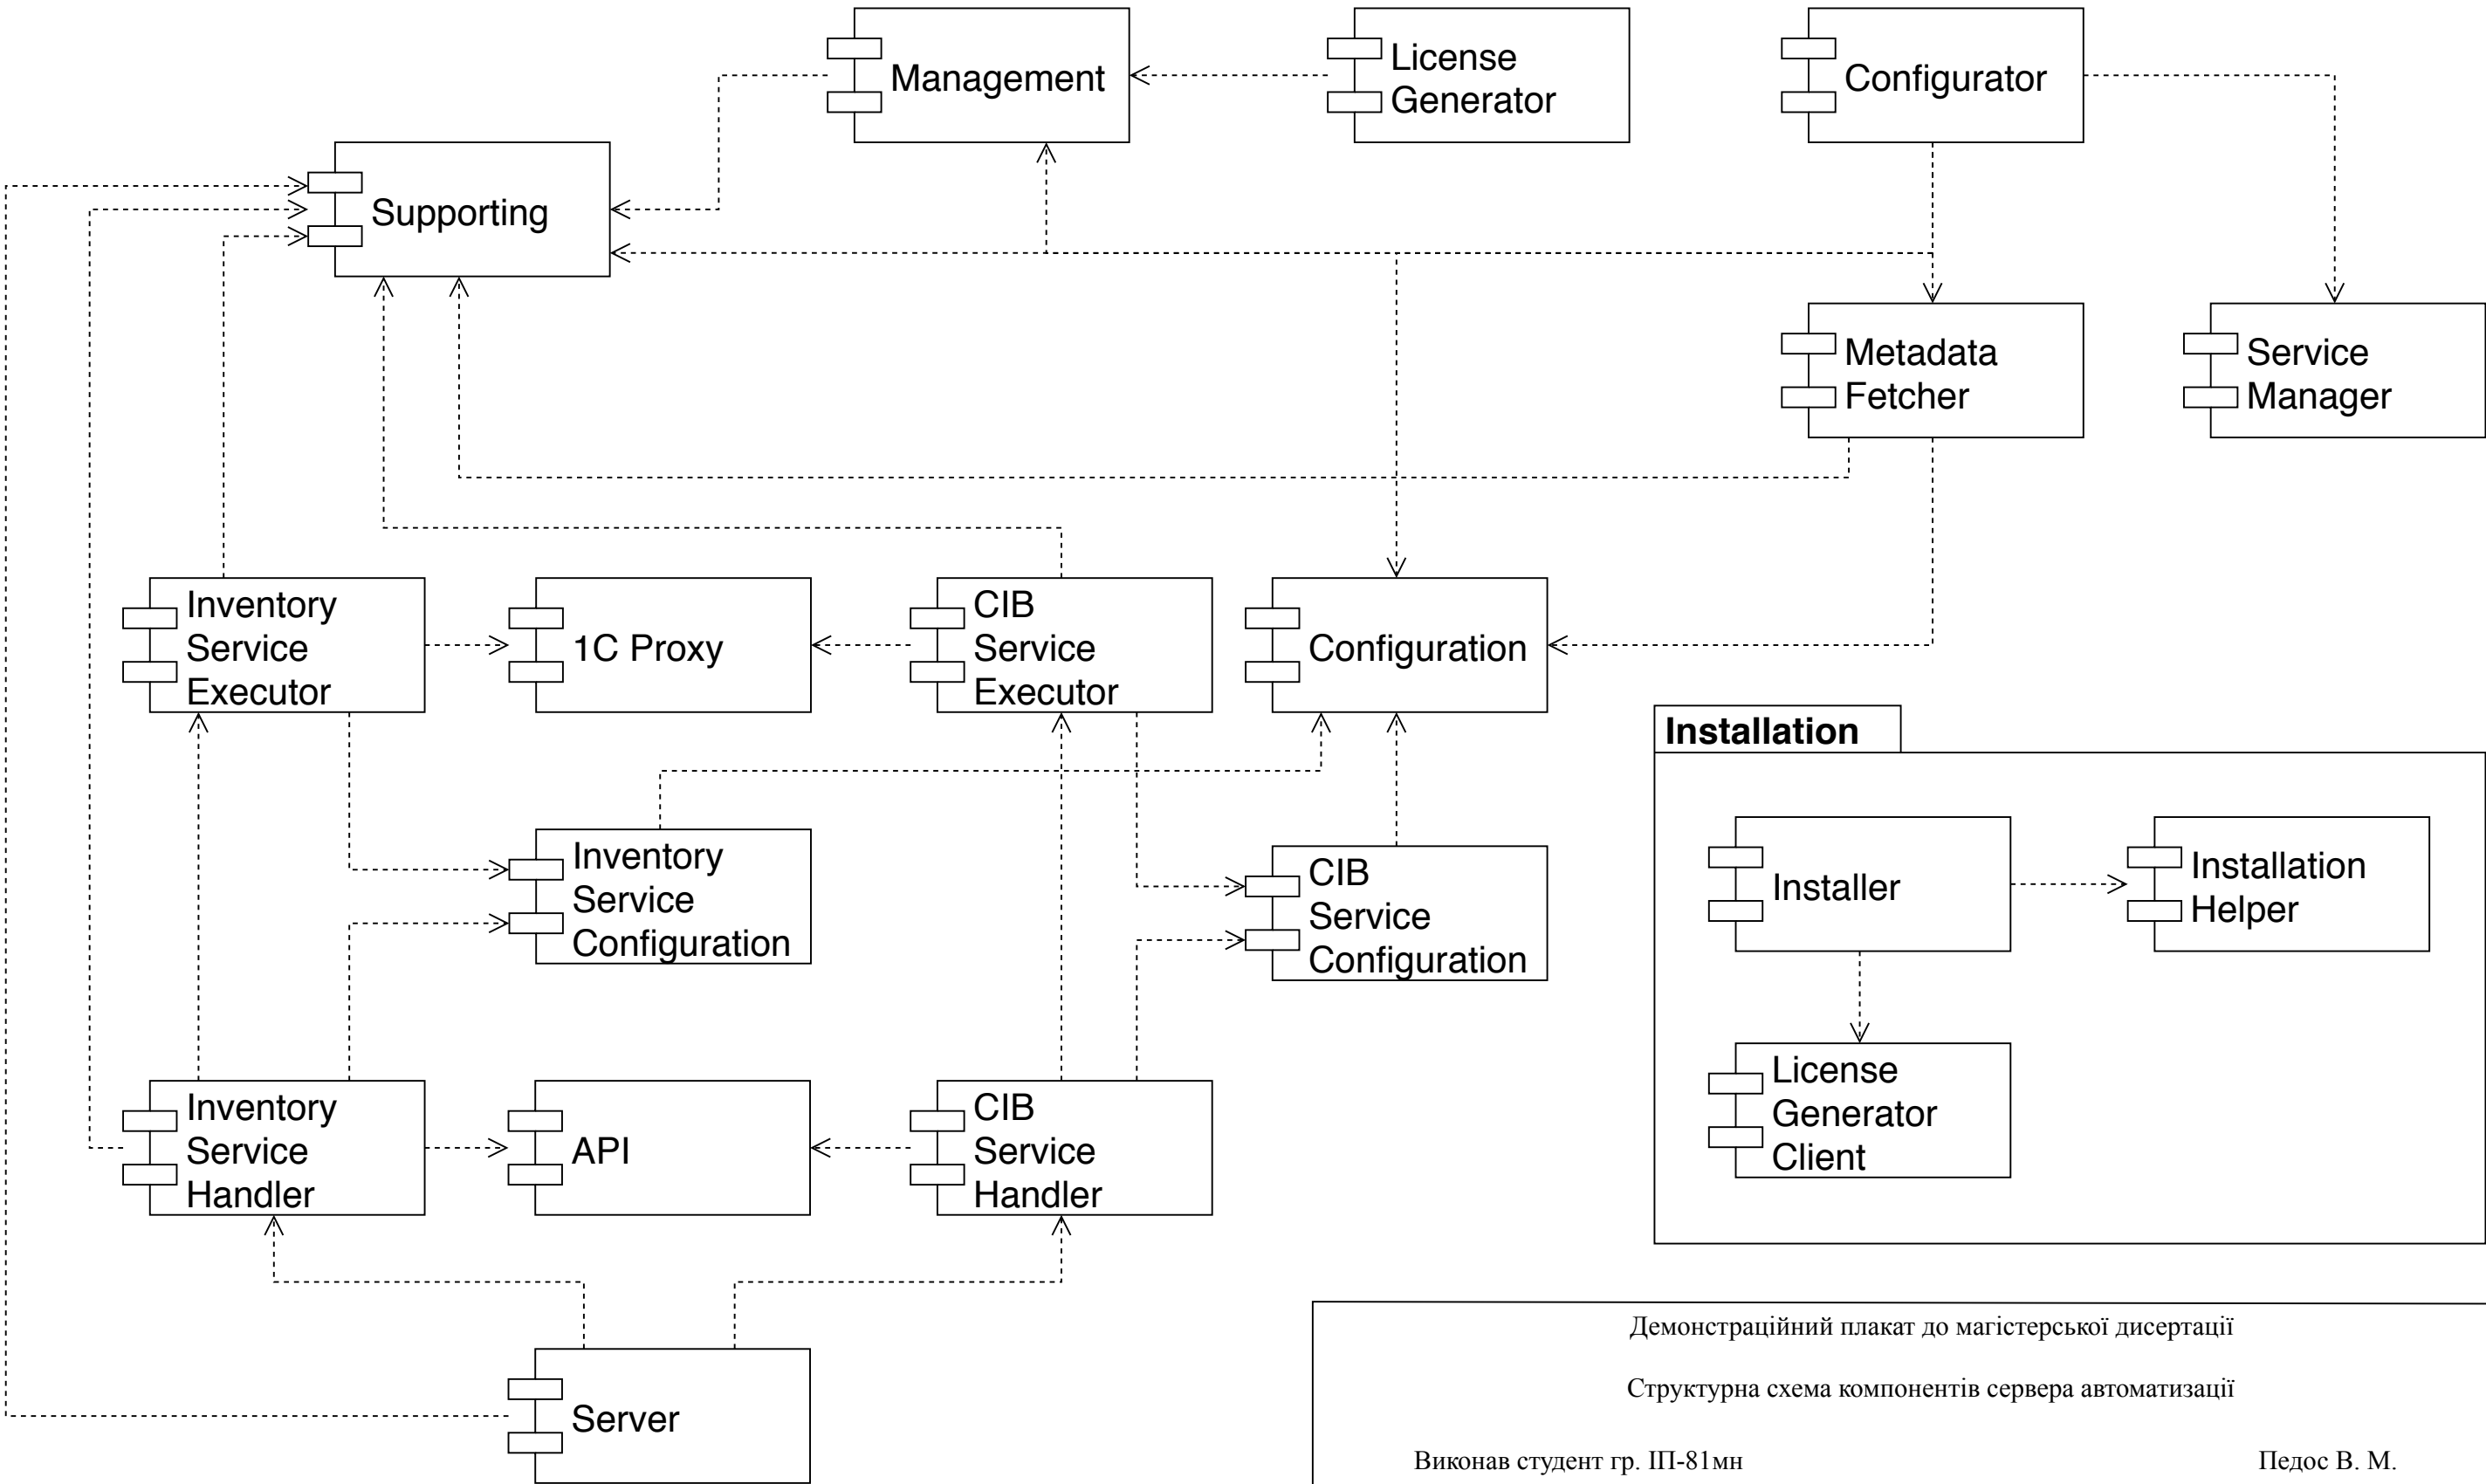 Management
License
Generator
Configurator
Supporting
Metadata
Fetcher
Service
Manager
Inventory
Service
Executor
1C Proxy
CIB
Service
Executor
Configuration
Installation
Inventory
Service
Configuration
CIB
Service
Configuration
Installer
Installation
Helper
License
Generator
Client
Inventory
Service
Handler
API
CIB
Service
Handler
Server
Демонстраційний плакат до магістерської дисертації
Структурна схема компонентів сервера автоматизації
Виконав студент гр. ІП-81мн
Педос В. М.